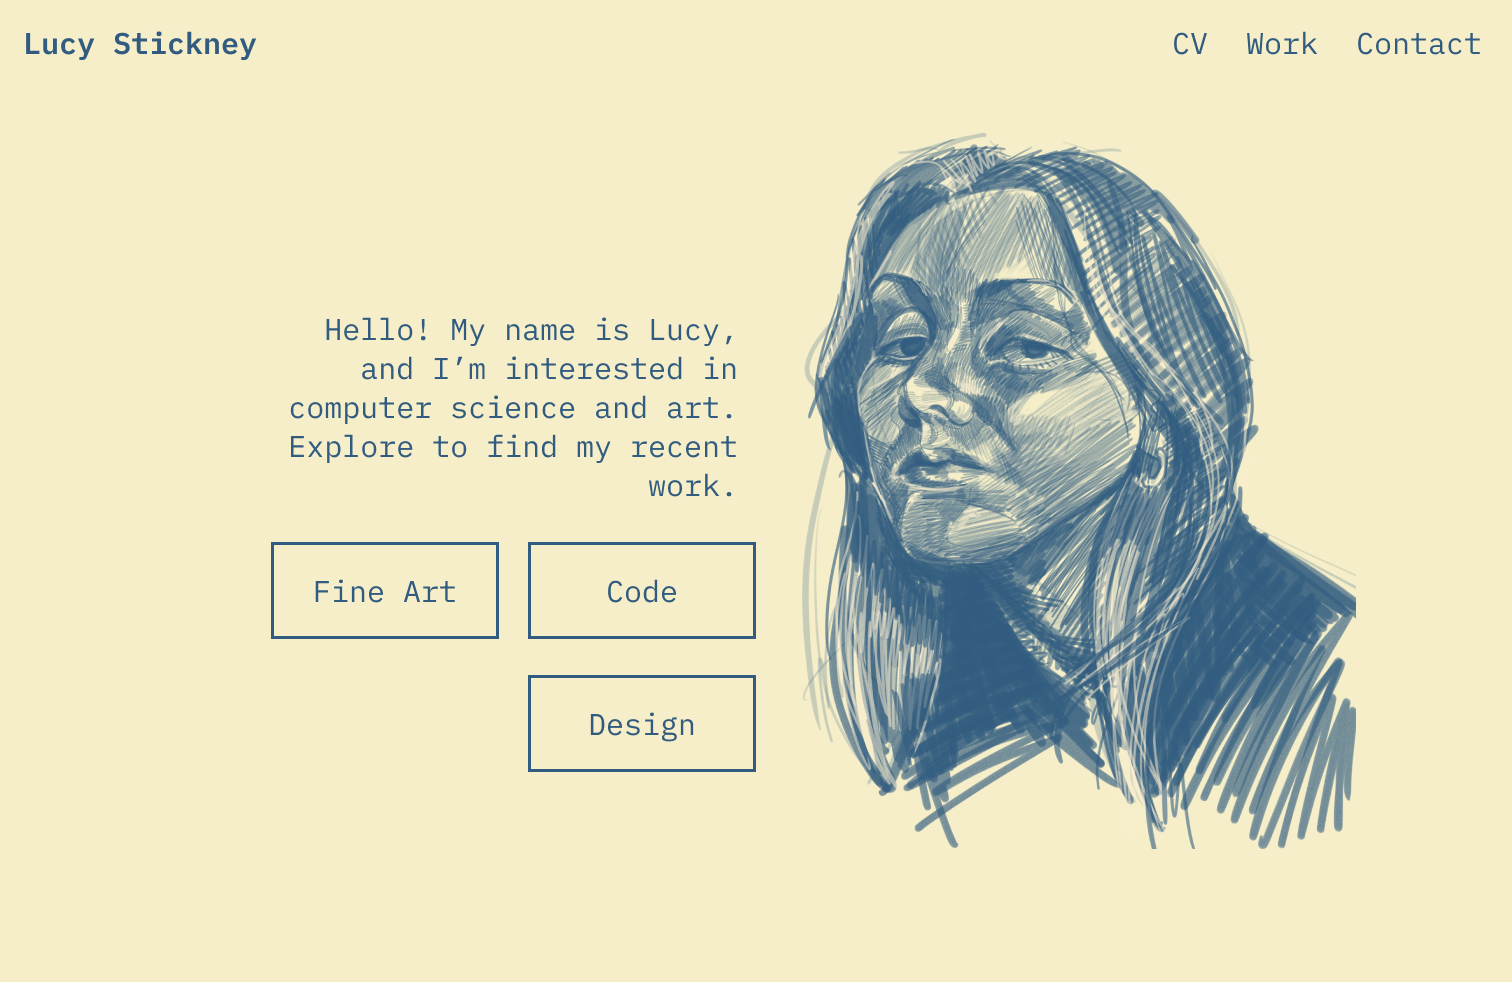 Lucy Stickney
CV Work Contact
Hello! My name is Lucy,
and I’m interested in
computer science and art.
Explore to find my recent
work.
Fine Art
Code
Design